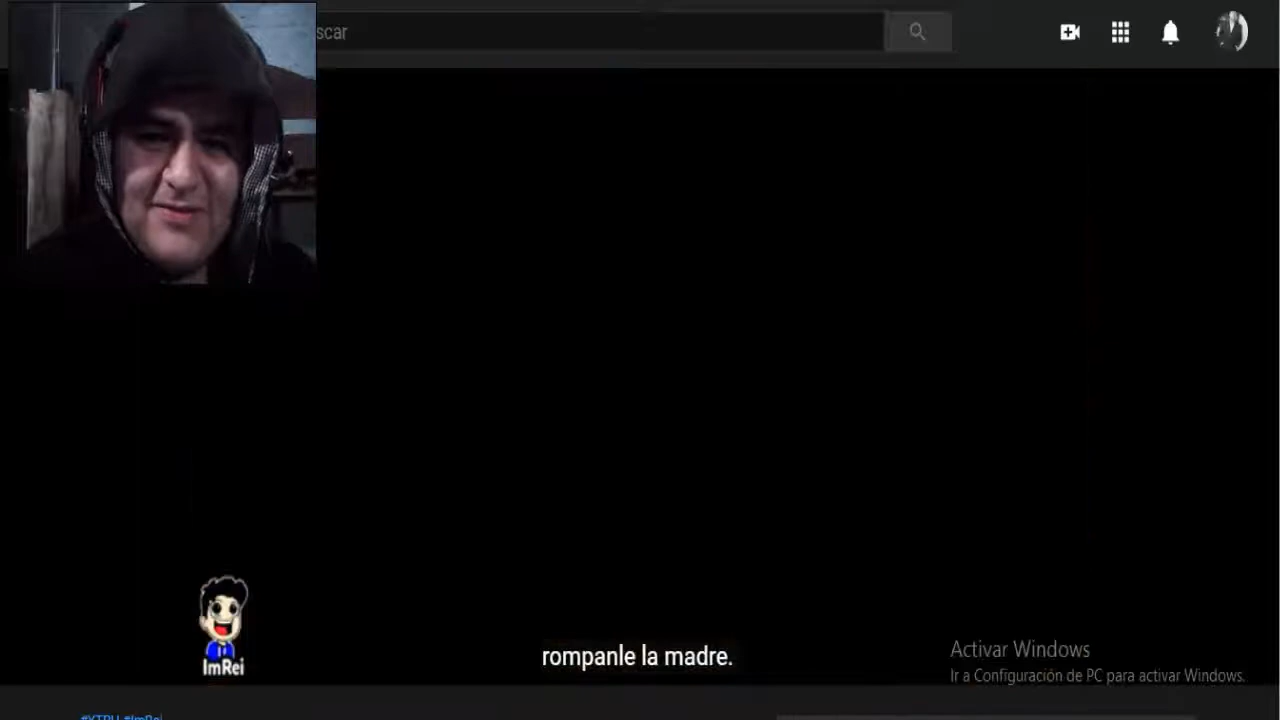 scar
ImRei
rompanle la madre.
Activar Windows
Ir a Configuración de PC para activar Windows.